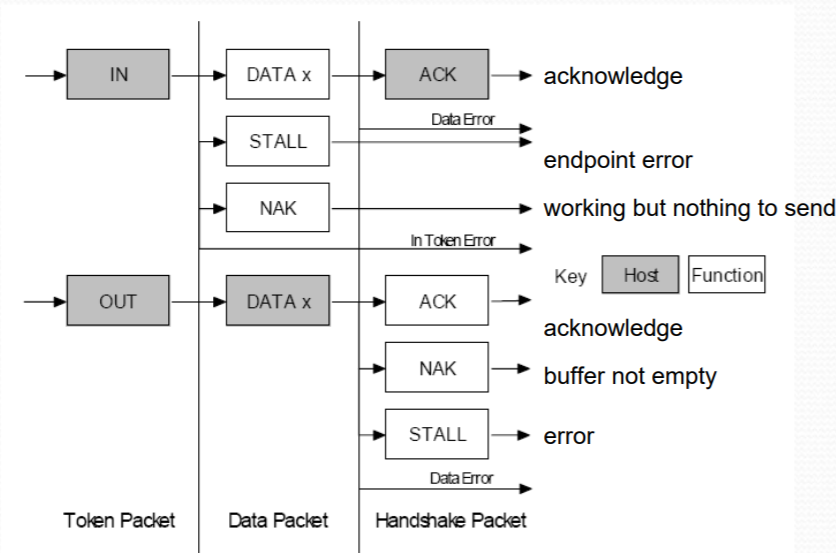 IN
DATA x
ACK
acknowledge
Data Error
STALL
endpoint error
NAK
working but nothing to send
In Token Error
Key
Host
Function
OUT
DATA x
ACK
acknowledge
NAK
buffer not empty
STALL
error
Data Error
Token Packet
Data Packet
Handshake Packet